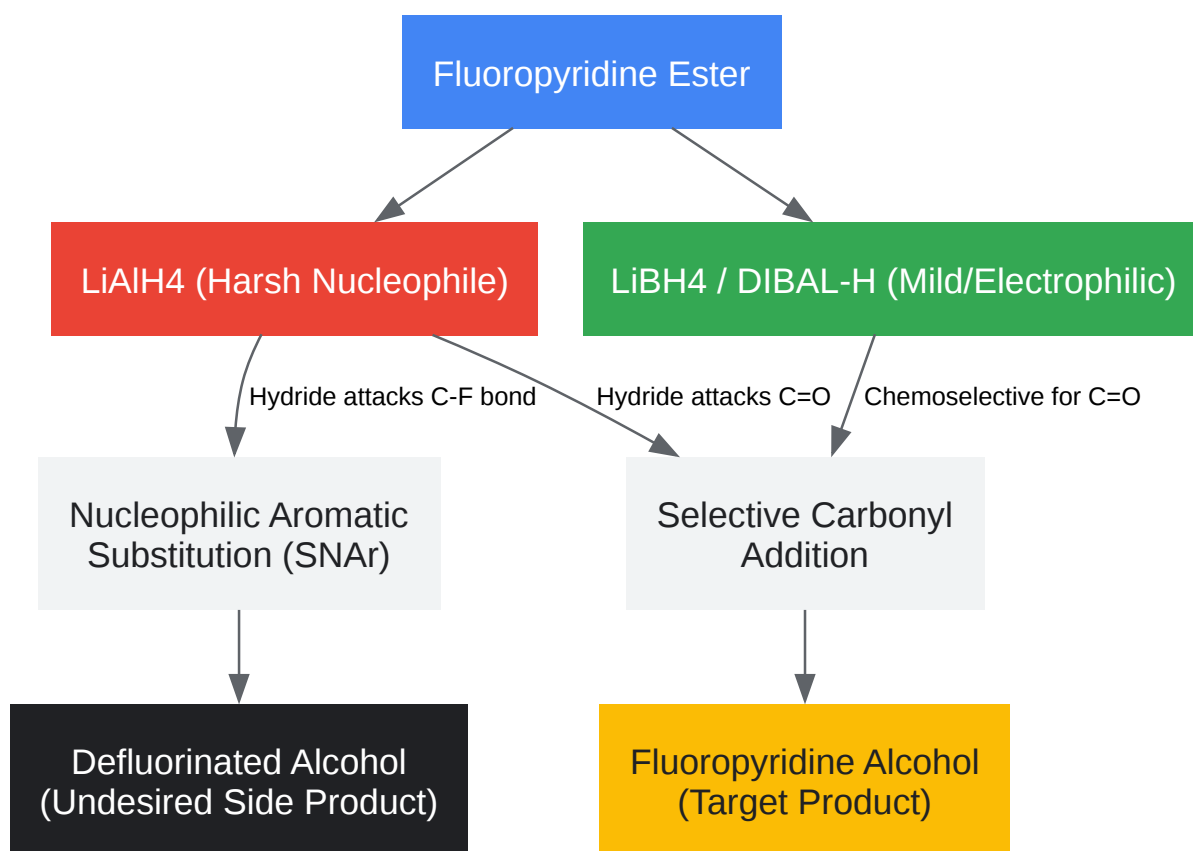 Fluoropyridine Ester
LiAlH4 (Harsh Nucleophile)
LiBH4 / DIBAL-H (Mild/Electrophilic)
Hydride attacks C-F bond
Hydride attacks C=O
Chemoselective for C=O
Nucleophilic Aromatic
Substitution (SNAr)
Selective Carbonyl
Addition
Defluorinated Alcohol
(Undesired Side Product)
Fluoropyridine Alcohol
(Target Product)